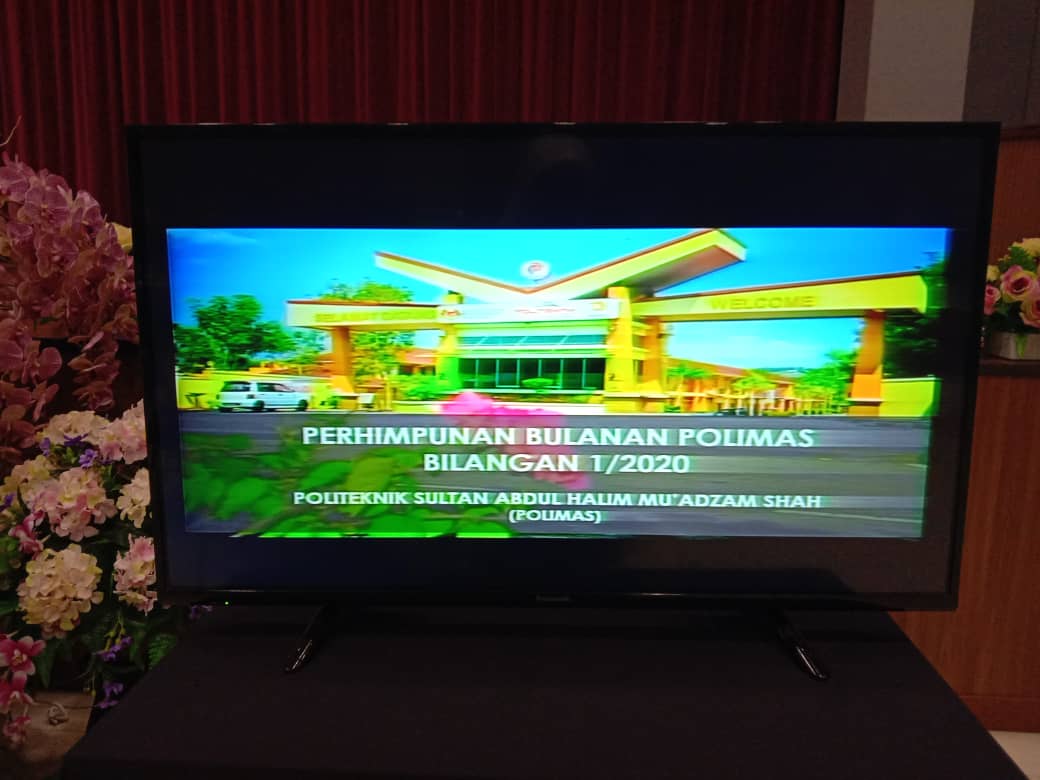 WELCOME
PERHIMPUNAN BULANAN POLIMAS
BILANGAN 1/2020
POLITEKNIK SULTAN ABDUL HALIM MU'ADZAM SHAH
(POLIMAS)